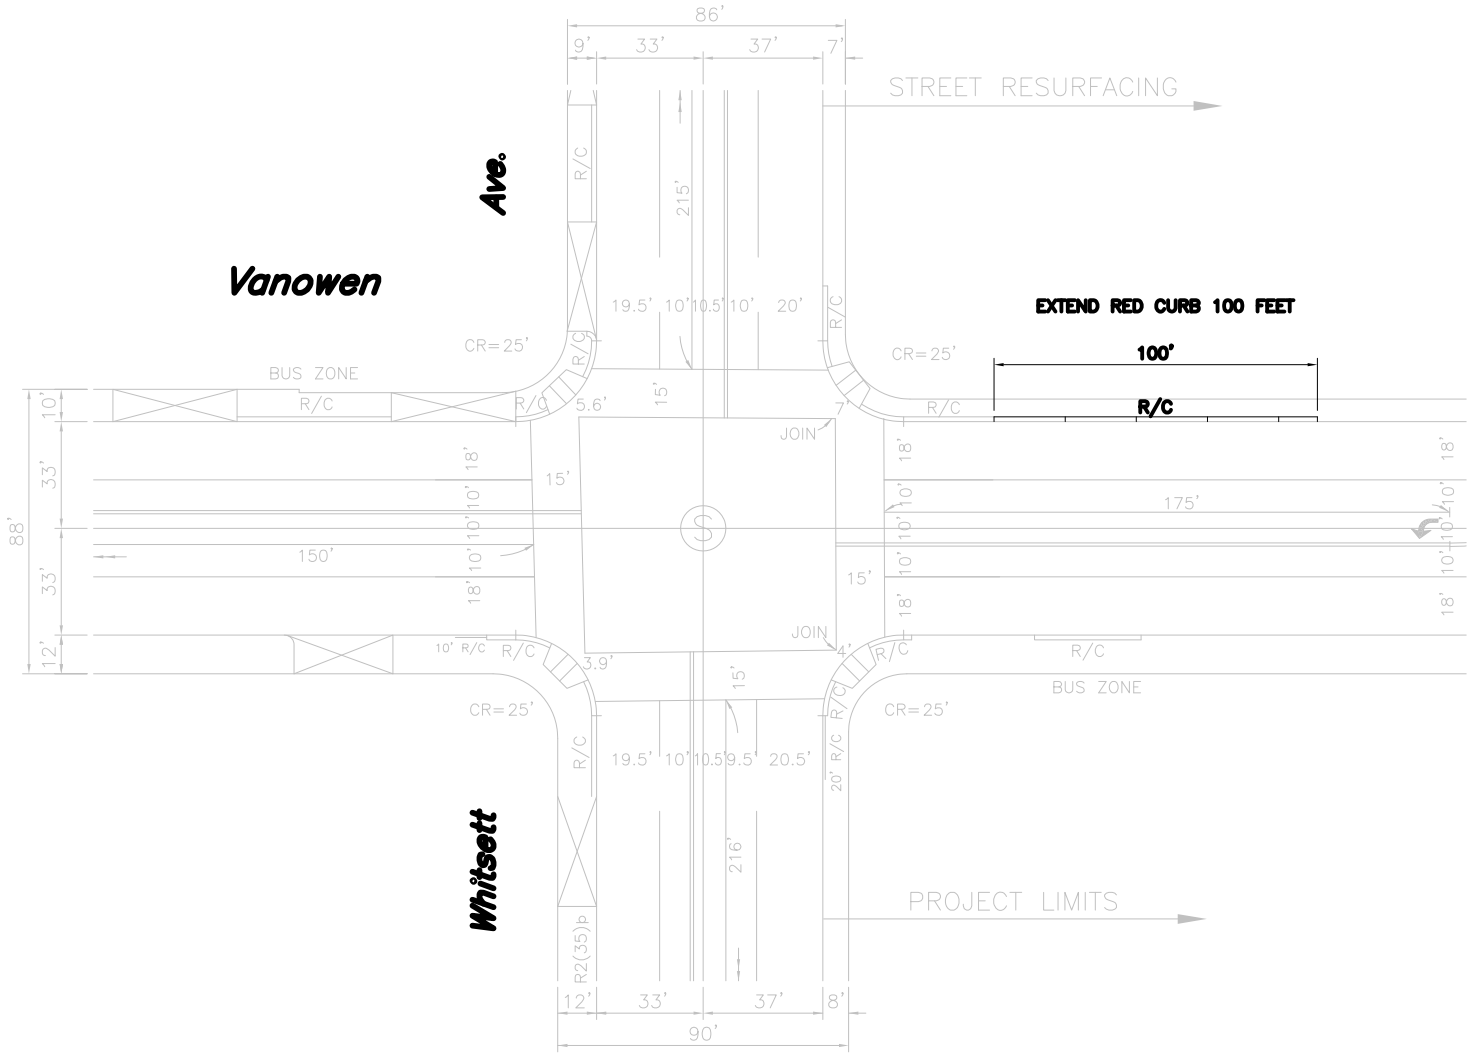 86'
9' 33' 37' 7'
STREET RESURFACING
R/C
Ave.
215'
Vanowen
19.5' 10' 10.5' 10' 20'
R/C
EXTEND RED CURB 100 FEET
CR=25'
R/C
CR=25'
100'
BUS ZONE
15'
10'
R/C
R/C
5.6'
7'
R/C
R/C
JOIN
18'
18'
18'
33'
15'
10'
10'
175'
10'
88'
10'
S
10'
10'
33'
150'
10'
10'
10'
15'
18'
18'
18'
JOIN
12'
10' R/C
R/C
3.9'
4'
R/C
R/C
15'
BUS ZONE
CR=25'
R/C
CR=25'
R/C
20' R/C
19.5' 10' 10.5' 9.5' 20.5'
Whitsett
216'
PROJECT LIMITS
R2(35)p
12' 33' 37' 8'
90'